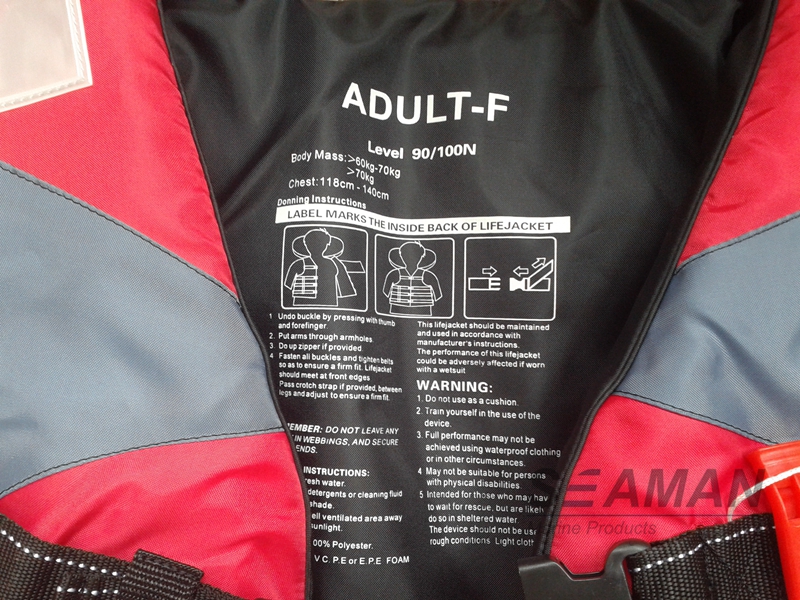 ADULT-F
Level 90/100N
Body Mass: >60kg-70kg
>70kg
Chest: 118cm - 140cm
Donning Instructions
LABEL MARKS THE INSIDE BACK OF LIFEJACKET
1 Undo buckle by pressing with thumb
and forefinger.
2. Put arms through armholes.
3. Do up zipper if provided.
4 Fasten all buckles and tighten belts
so as to ensure a firm fit. Lifejacket
should meet at front edges
Pass crotch strap if provided, between
legs and adjust to ensure a firm fit.
EMBER: DO NOT LEAVE ANY
IN WEBBINGS, AND SECURE
ENDS.
INSTRUCTIONS:
resh water.
detergents or cleaning fluid
shade.
ell ventilated area away
sunlight.
00% Polyester.
V C. P.E or E.P.E FOAM
This lifejacket should be maintained
and used in accordance with
manufacturer's instructions.
The performance of this lifejacket
could be adversely affected if worn
with a wetsuit
WARNING:
1. Do not use as a cushion.
2. Train yourself in the use of the
device.
3. Full performance may not be
achieved using waterproof clothing
or in other circumstances.
4 May not be suitable for persons
with physical disabilities.
5 Intended for those who may hav
to wait for rescue, but are likely
do so in sheltered water.
The device should not be use
rough conditions. Light cloth
SEAMAN
Marine Products